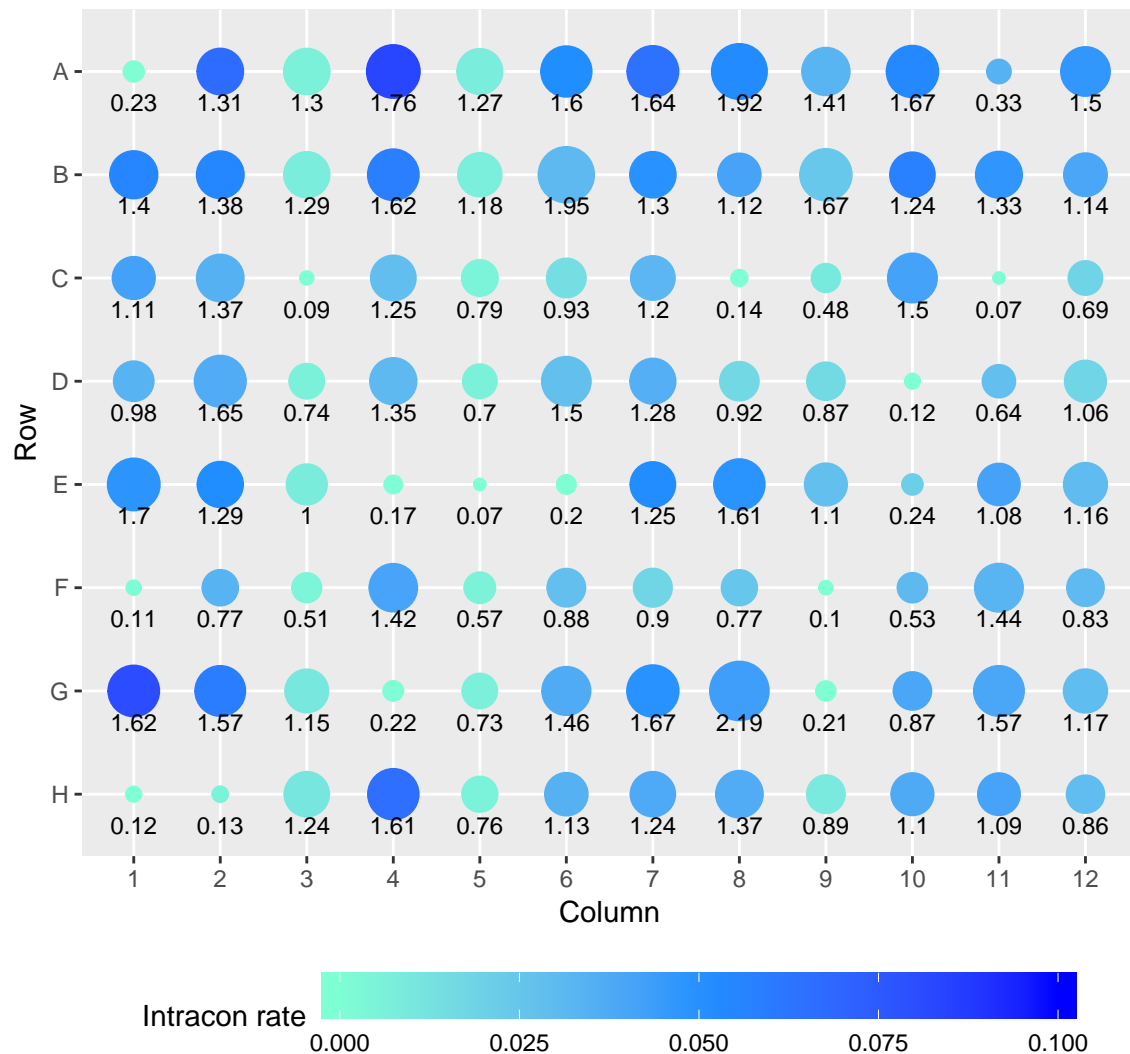 A
0.23 1.31 1.3 1.76 1.27 1.6 1.64 1.92 1.41 1.67 0.33 1.5
B
1.4 1.38 1.29 1.62 1.18 1.95 1.3 1.12 1.67 1.24 1.33 1.14
C
1.11 1.37 0.09 1.25 0.79 0.93 1.2 0.14 0.48 1.5 0.07 0.69
D
0.98 1.65 0.74 1.35 0.7 1.5 1.28 0.92 0.87 0.12 0.64 1.06
Row
E
1.7 1.29 1 0.17 0.07 0.2 1.25 1.61 1.1 0.24 1.08 1.16
F
0.11 0.77 0.51 1.42 0.57 0.88 0.9 0.77 0.1 0.53 1.44 0.83
G
1.62 1.57 1.15 0.22 0.73 1.46 1.67 2.19 0.21 0.87 1.57 1.17
H
0.12 0.13 1.24 1.61 0.76 1.13 1.24 1.37 0.89 1.1 1.09 0.86
1 2 3 4 5 6 7 8 9 10 11 12
Column
Intracon rate
0.000 0.025 0.050 0.075 0.100